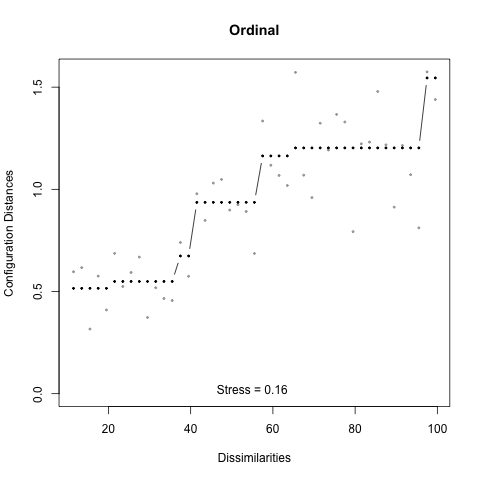 Ordinal
Configuration Distances
1.5
1.0
0.5
0.0
Stress = 0.16
20 40 60 80 100
Dissimilarities